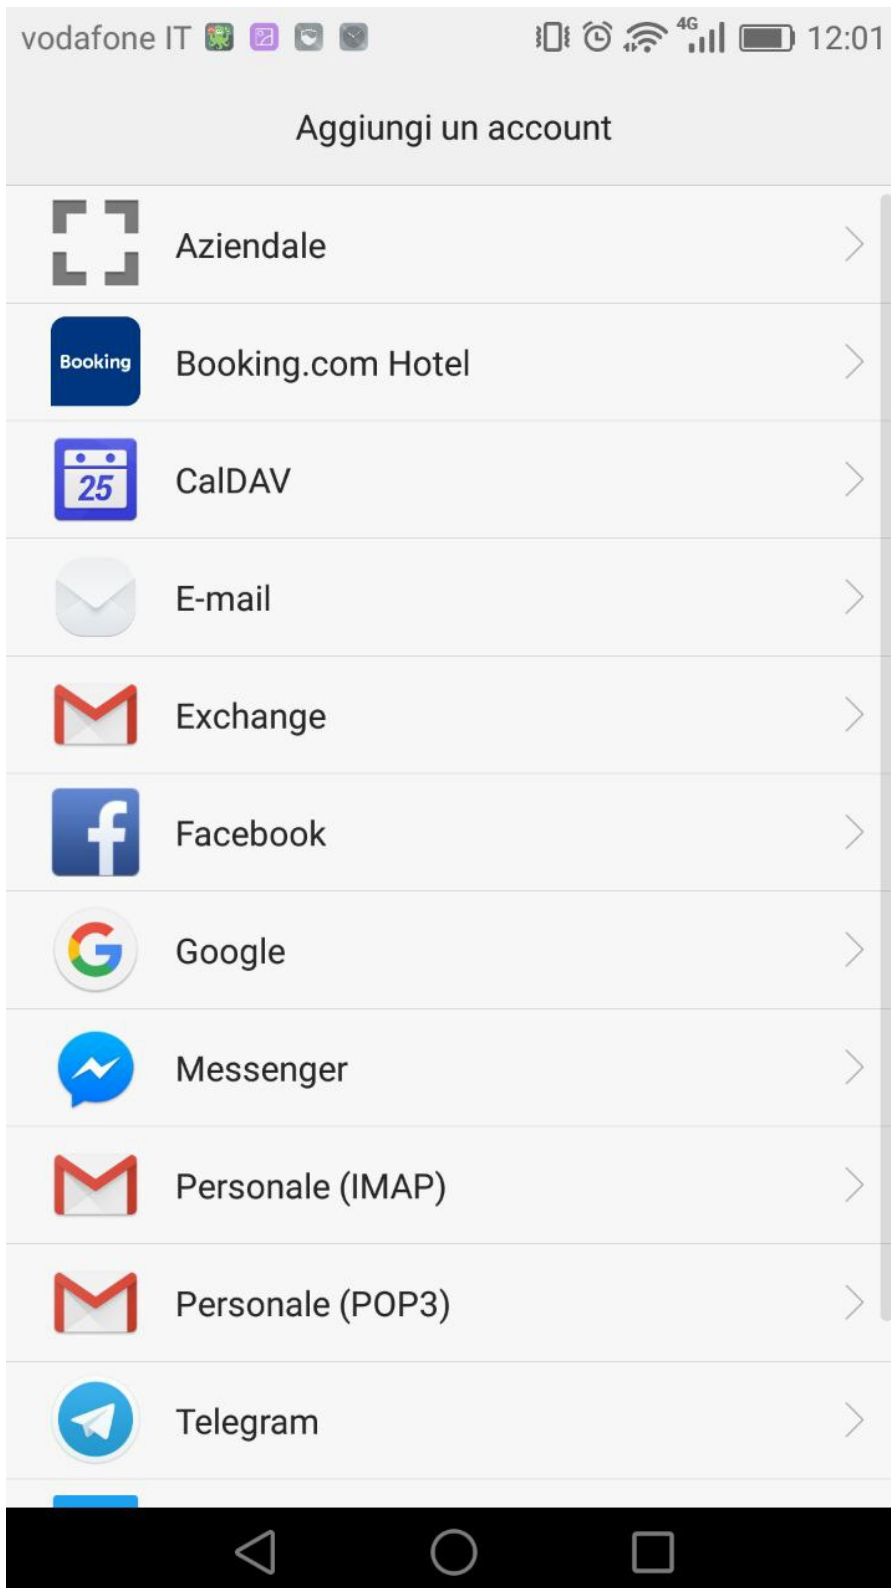 vodafone IT 4G 12:01
Aggiungi un account
Aziendale
Booking Booking.com Hotel
25 CalDAV
E-mail
Exchange
Facebook
Google
Messenger
Personale (IMAP)
Personale (POP3)
Telegram